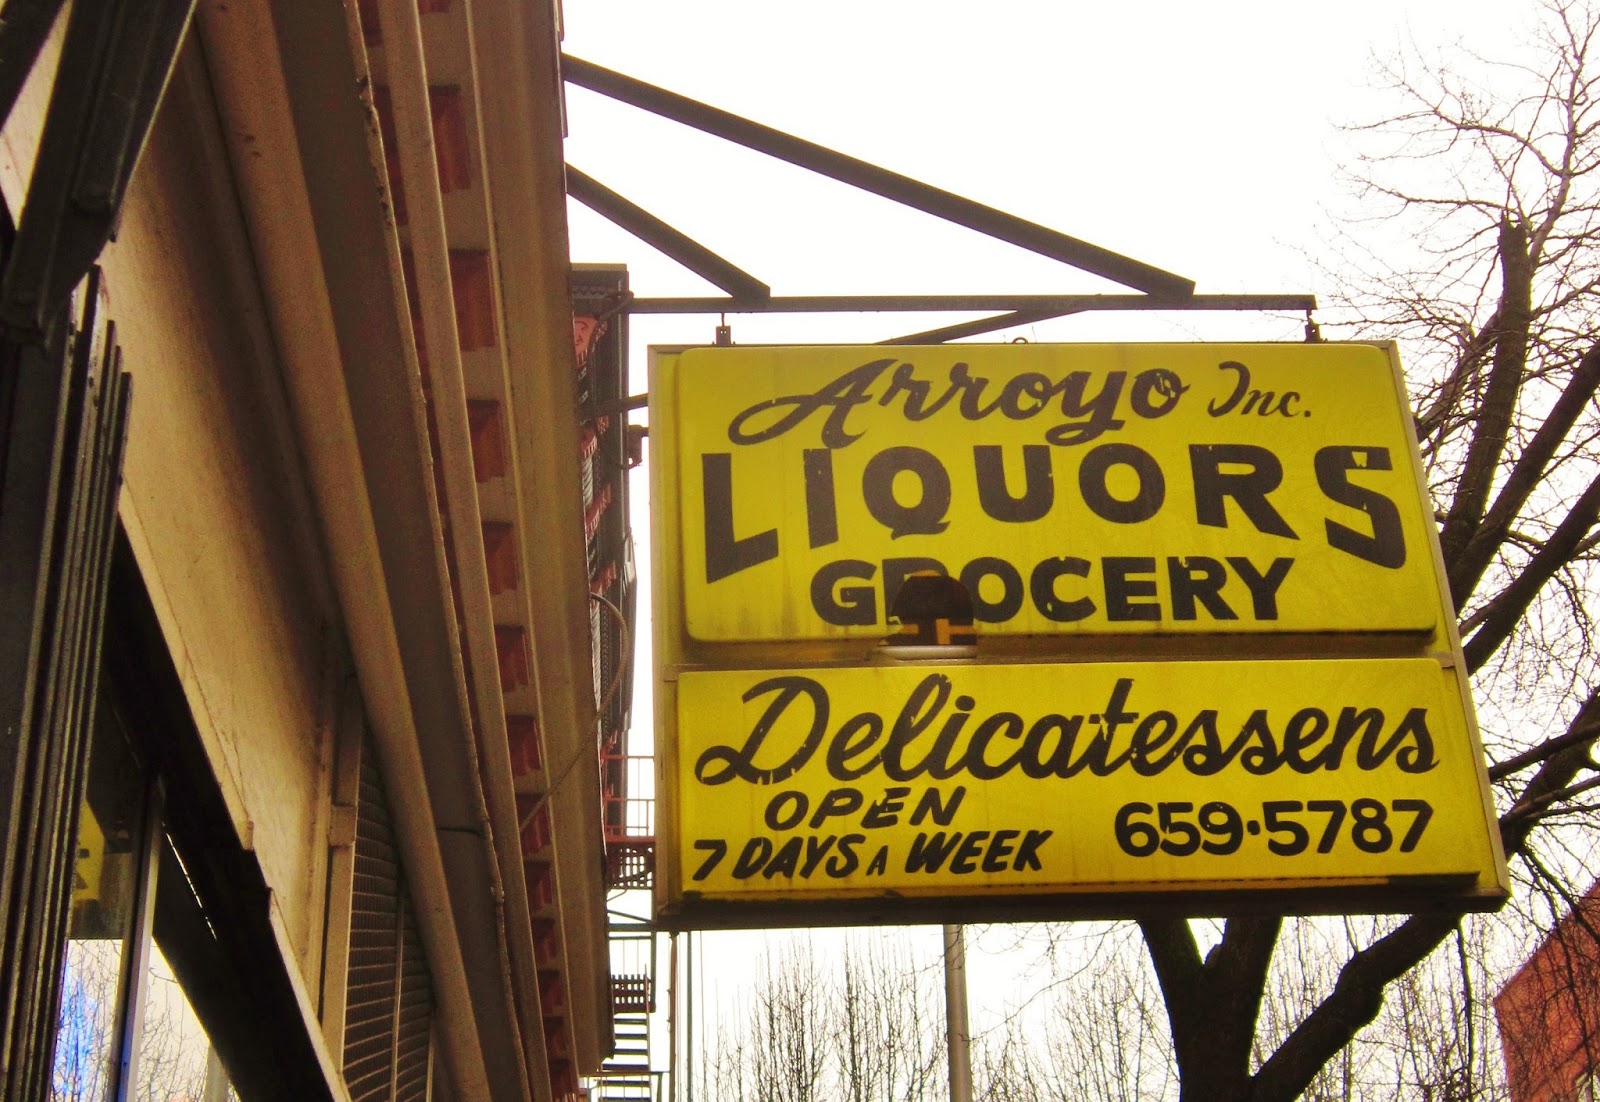 Arroyo Inc.
LIQUORS
GROCERY
Delicatessens
OPEN
7 DAYS A WEEK
659·5787